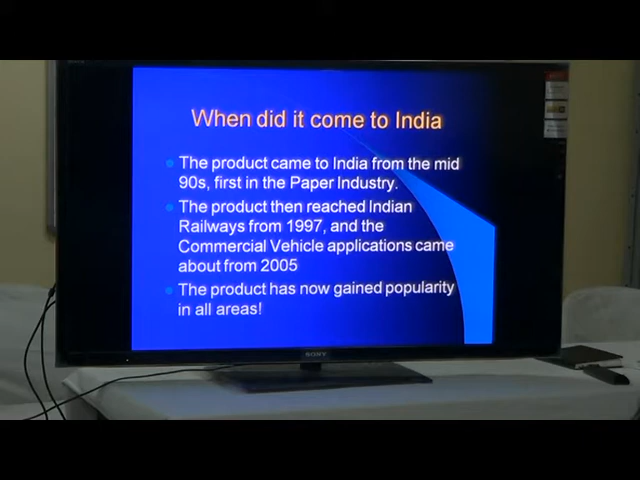 When did it come to India
The product came to India from the mid
90s, first in the Paper Industry.
The product then reached Indian
Railways from 1997, and the
Commercial Vehicle applications came
about from 2005
The product has now gained popularity
in all areas!
SONY